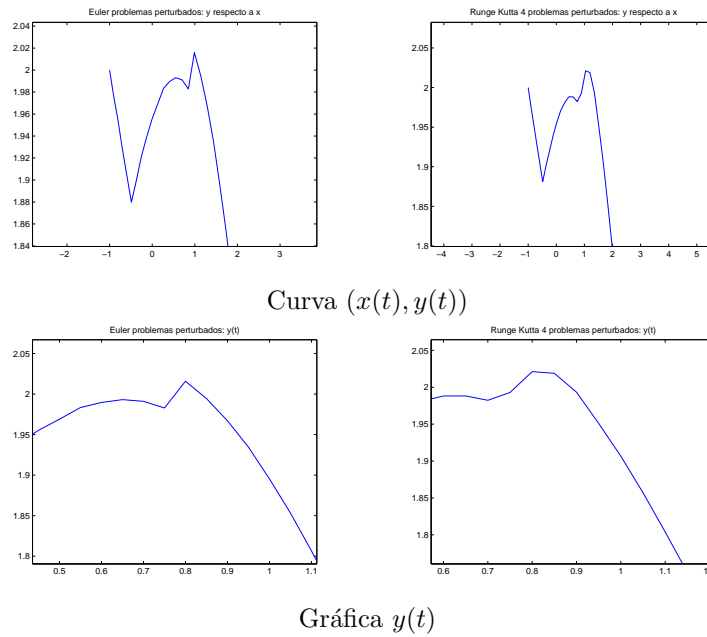 Euler problemas perturbados: y respecto a x
2.04
2.02
2
1.98
1.96
1.94
1.92
1.9
1.88
1.86
1.84
−2 −1 0 1 2 3
Runge Kutta 4 problemas perturbados: y respecto a x
2.05
2
1.95
1.9
1.85
1.8
−4 −3 −2 −1 0 1 2 3 4 5
Curva (x(t), y(t))
Euler problemas perturbados: y(t)
2.05
2
1.95
1.9
1.85
1.8
0.5 0.6 0.7 0.8 0.9 1 1.1
Runge Kutta 4 problemas perturbados: y(t)
2.05
2
1.95
1.9
1.85
1.8
0.6 0.7 0.8 0.9 1 1.1
Gráfica y(t)